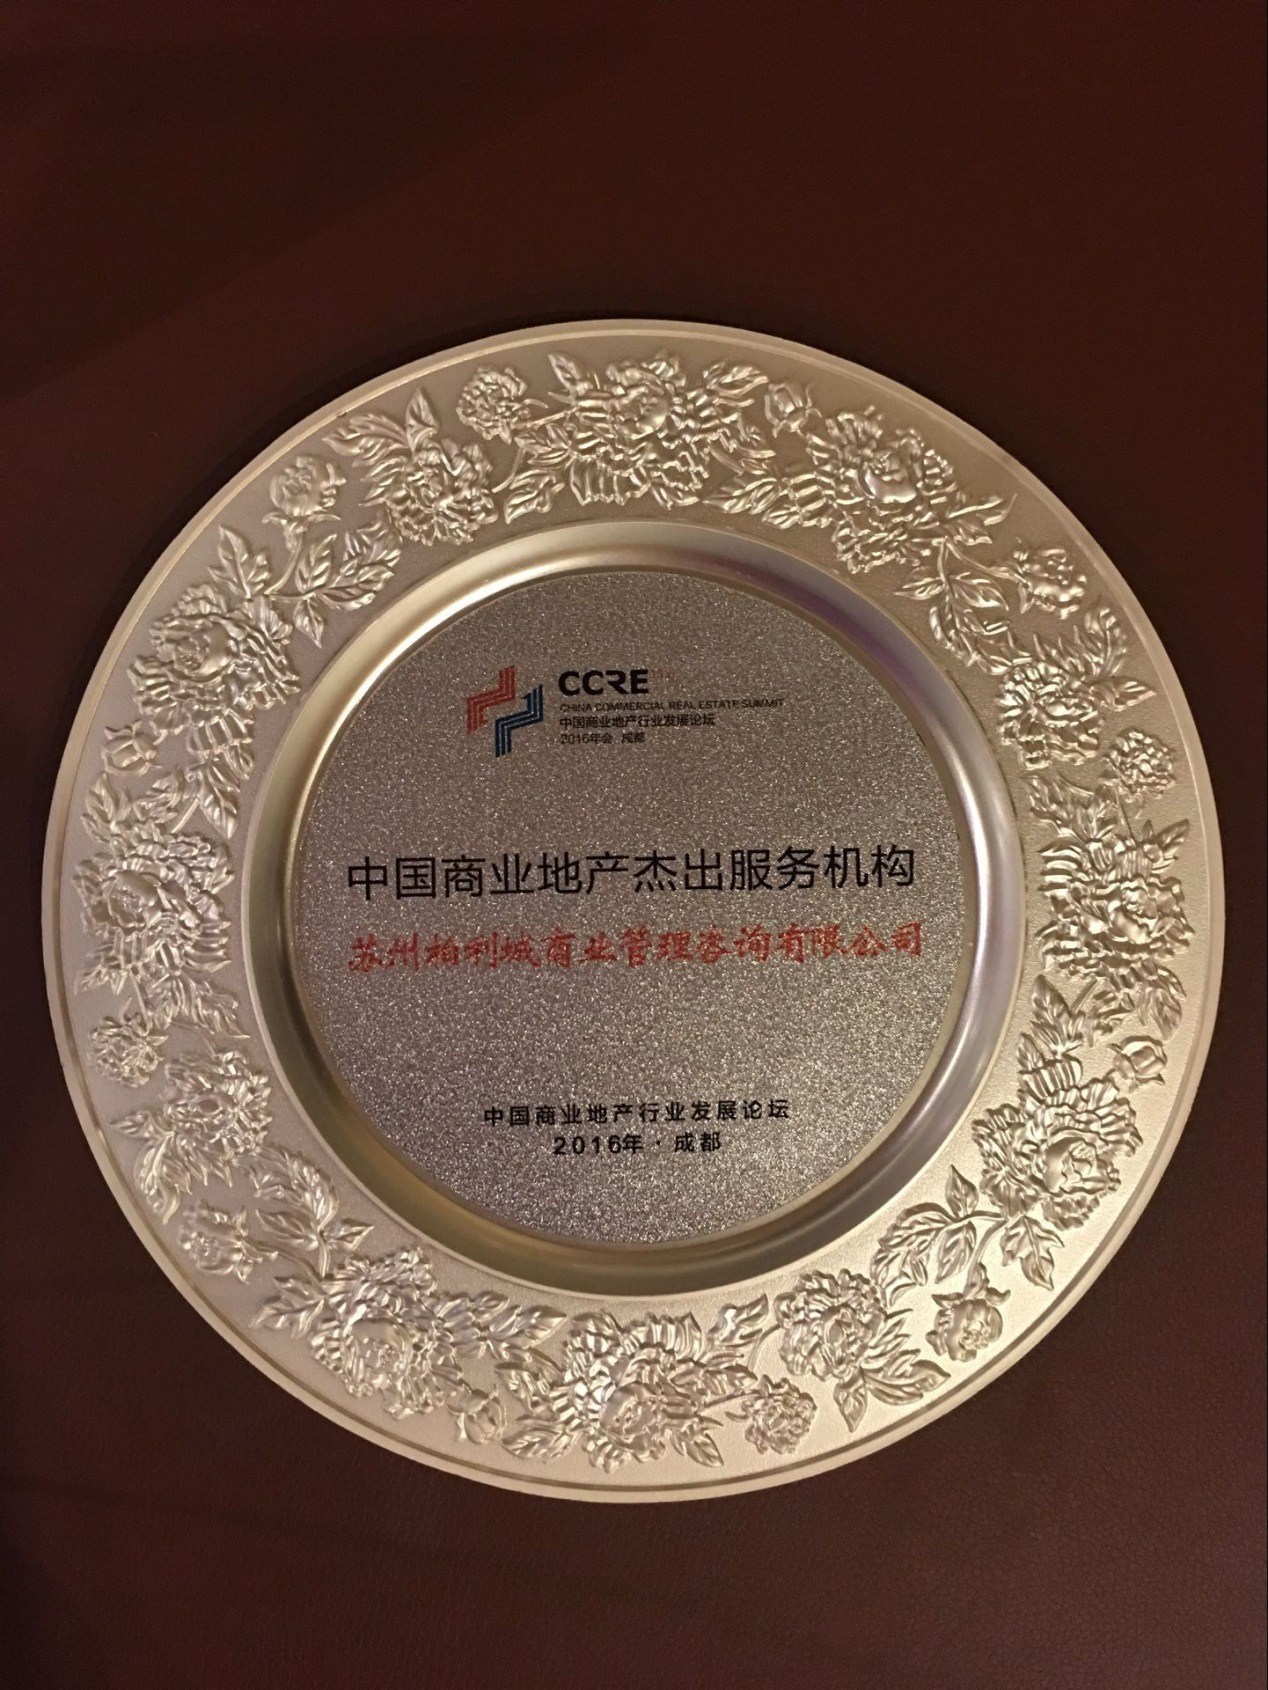 CCRE
CHINA COMMERCIAL REAL ESTATE SUMMIT
中国商业地产行业发展论坛
2016年会 成都
中国商业地产杰出服务机构
苏州柏利城商业管理咨询有限公司
中国商业地产行业发展论坛
2016年·成都